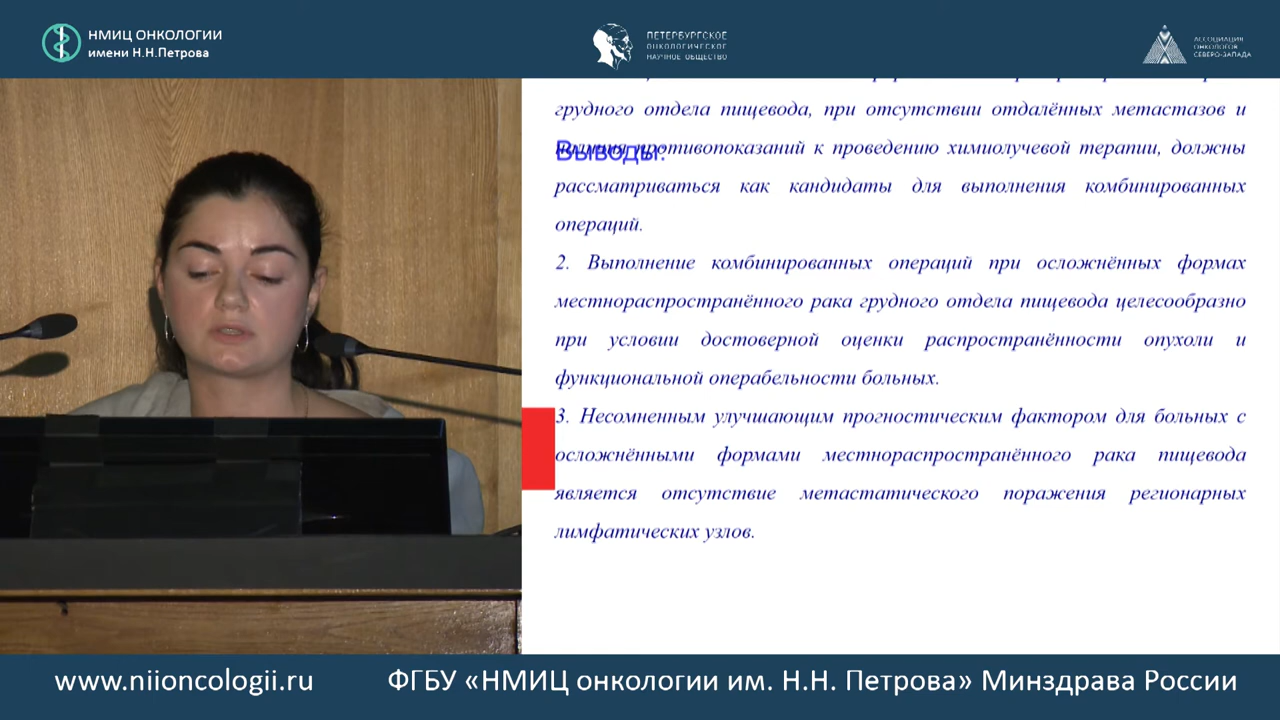 НМИЦ ОНКОЛОГИИ
имени Н.Н.Петрова
ПЕТЕРБУРГСКОЕ
ОНКОЛОГИЧЕСКОЕ
НАУЧНОЕ ОБЩЕСТВО
АССОЦИАЦИЯ
ОНКОЛОГОВ
СЕВЕРО-ЗАПАДА
грудного отдела пищевода, при отсутствии отдалённых метастазов и
Выводы:
противопоказаний к проведению химиолучевой терапии, должны
рассматриваться как кандидаты для выполнения комбинированных
операций.
2. Выполнение комбинированных операций при осложнённых формах
местнораспространённого рака грудного отдела пищевода целесообразно
при условии достоверной оценки распространённости опухоли и
функциональной операбельности больных.
3. Несомненным улучшающим прогностическим фактором для больных с
осложнёнными формами местнораспространённого рака пищевода
является отсутствие метастатического поражения регионарных
лимфатических узлов.
www.niioncologii.ru
ФГБУ «НМИЦ онкологии им. Н.Н. Петрова» Минздрава России